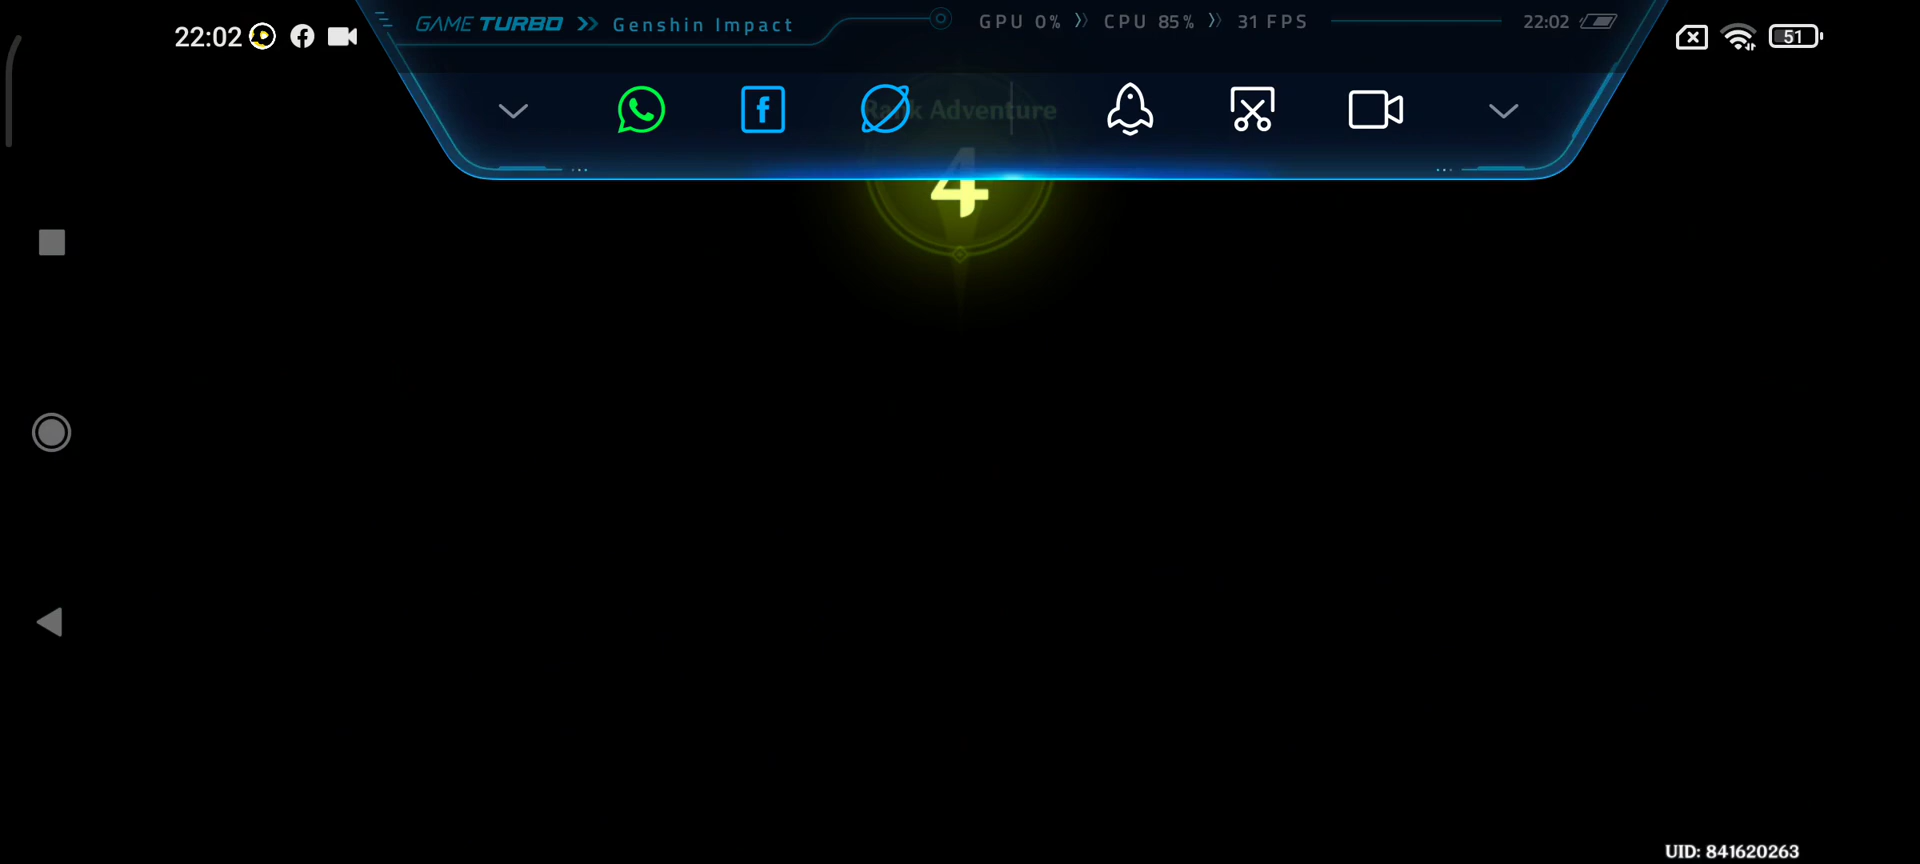 22:02
GAME TURBO Genshin Impact
GPU 0% CPU 85% 31 FPS
22:02
51
Rank Adventure
4
UID: 841620263